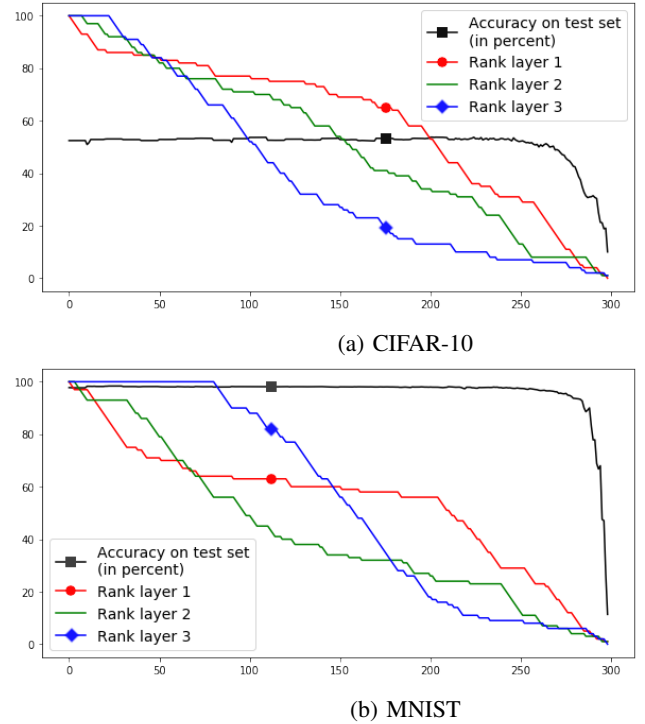 100
80
60
40
20
0
Accuracy on test set
(in percent)
Rank layer 1
Rank layer 2
Rank layer 3
0 50 100 150 200 250 300
(a) CIFAR-10
100
80
60
40
20
0
Accuracy on test set
(in percent)
Rank layer 1
Rank layer 2
Rank layer 3
0 50 100 150 200 250 300
(b) MNIST